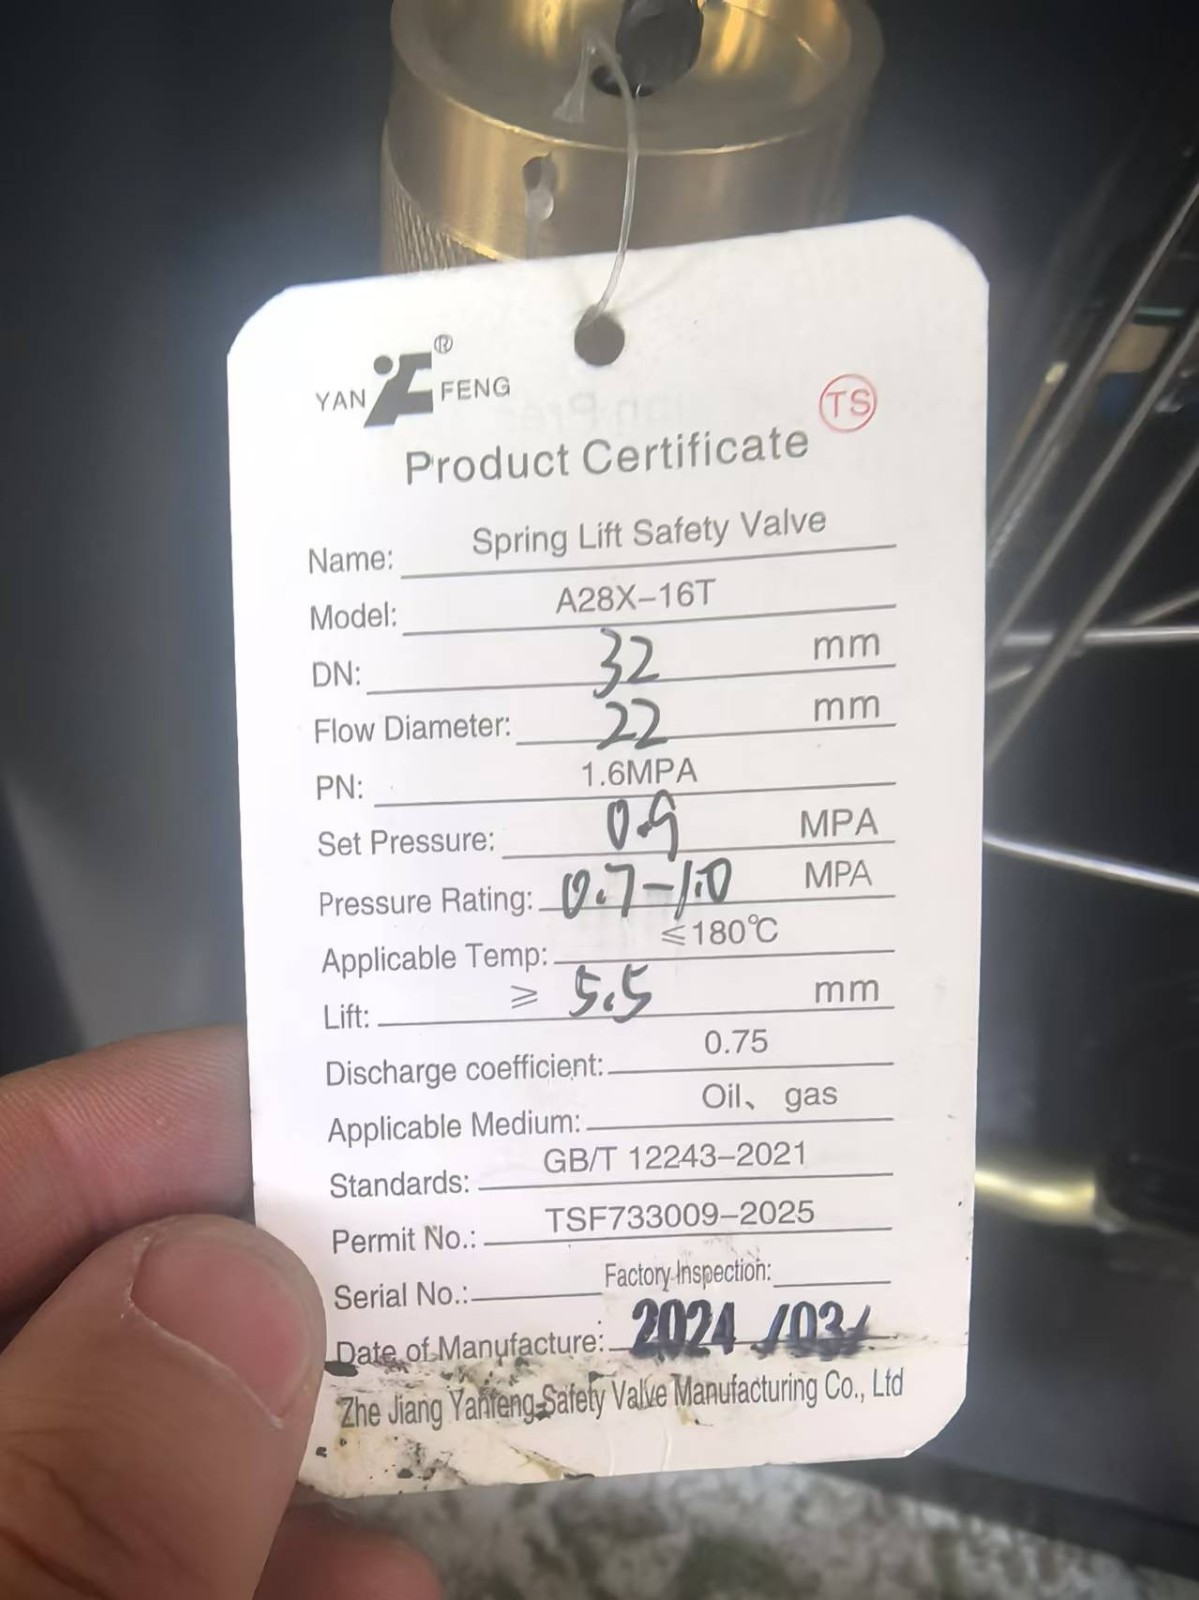 YAN FENG ®
TS
Product Certificate
Name: Spring Lift Safety Valve
Model: A28X–16T
DN: 32 mm
Flow Diameter: 22 mm
PN: 1.6MPA
Set Pressure: 0.9 MPA
Pressure Rating: 0.7–1.0 MPA
Applicable Temp: ≤180℃
Lift: ≥ 5.5 mm
Discharge coefficient: 0.75
Applicable Medium: Oil、 gas
Standards: GB/T 12243–2021
Permit No.: TSF733009–2025
Serial No.: Factory Inspection:
Date of Manufacture: 2024 /03/
Zhe Jiang Yanfeng Safety Valve Manufacturing Co., Ltd